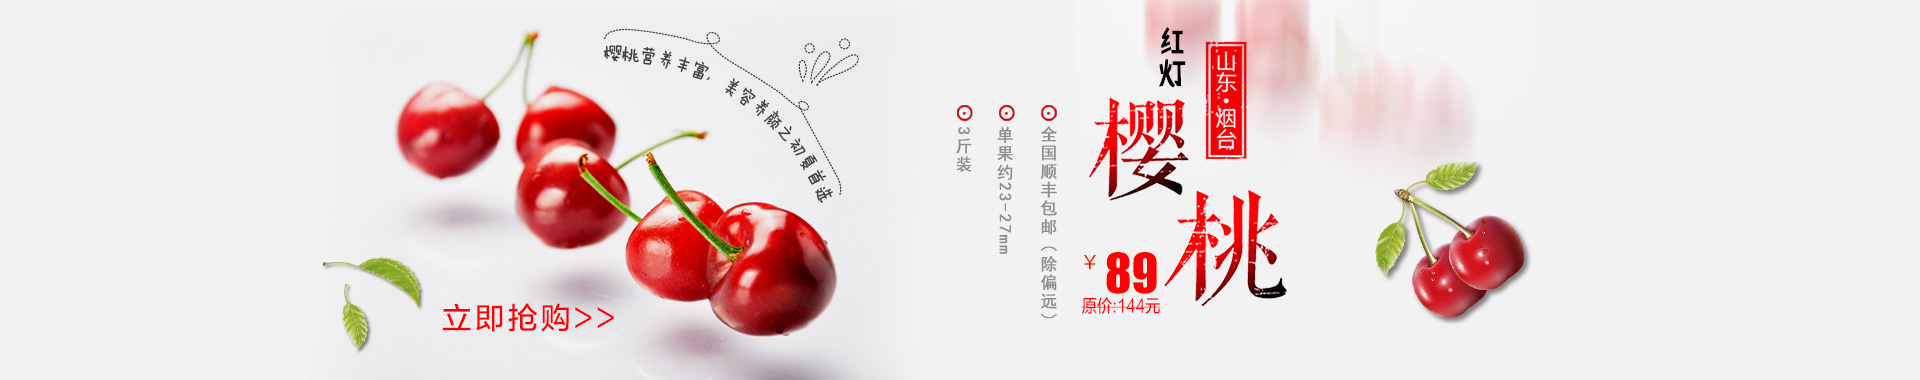 樱桃营养丰富，美容养颜之初夏首选
立即抢购>>
红灯
山东·烟台
樱桃
全国顺丰包邮（除偏远）
单果约23-27mm
3斤装
￥89
原价:144元